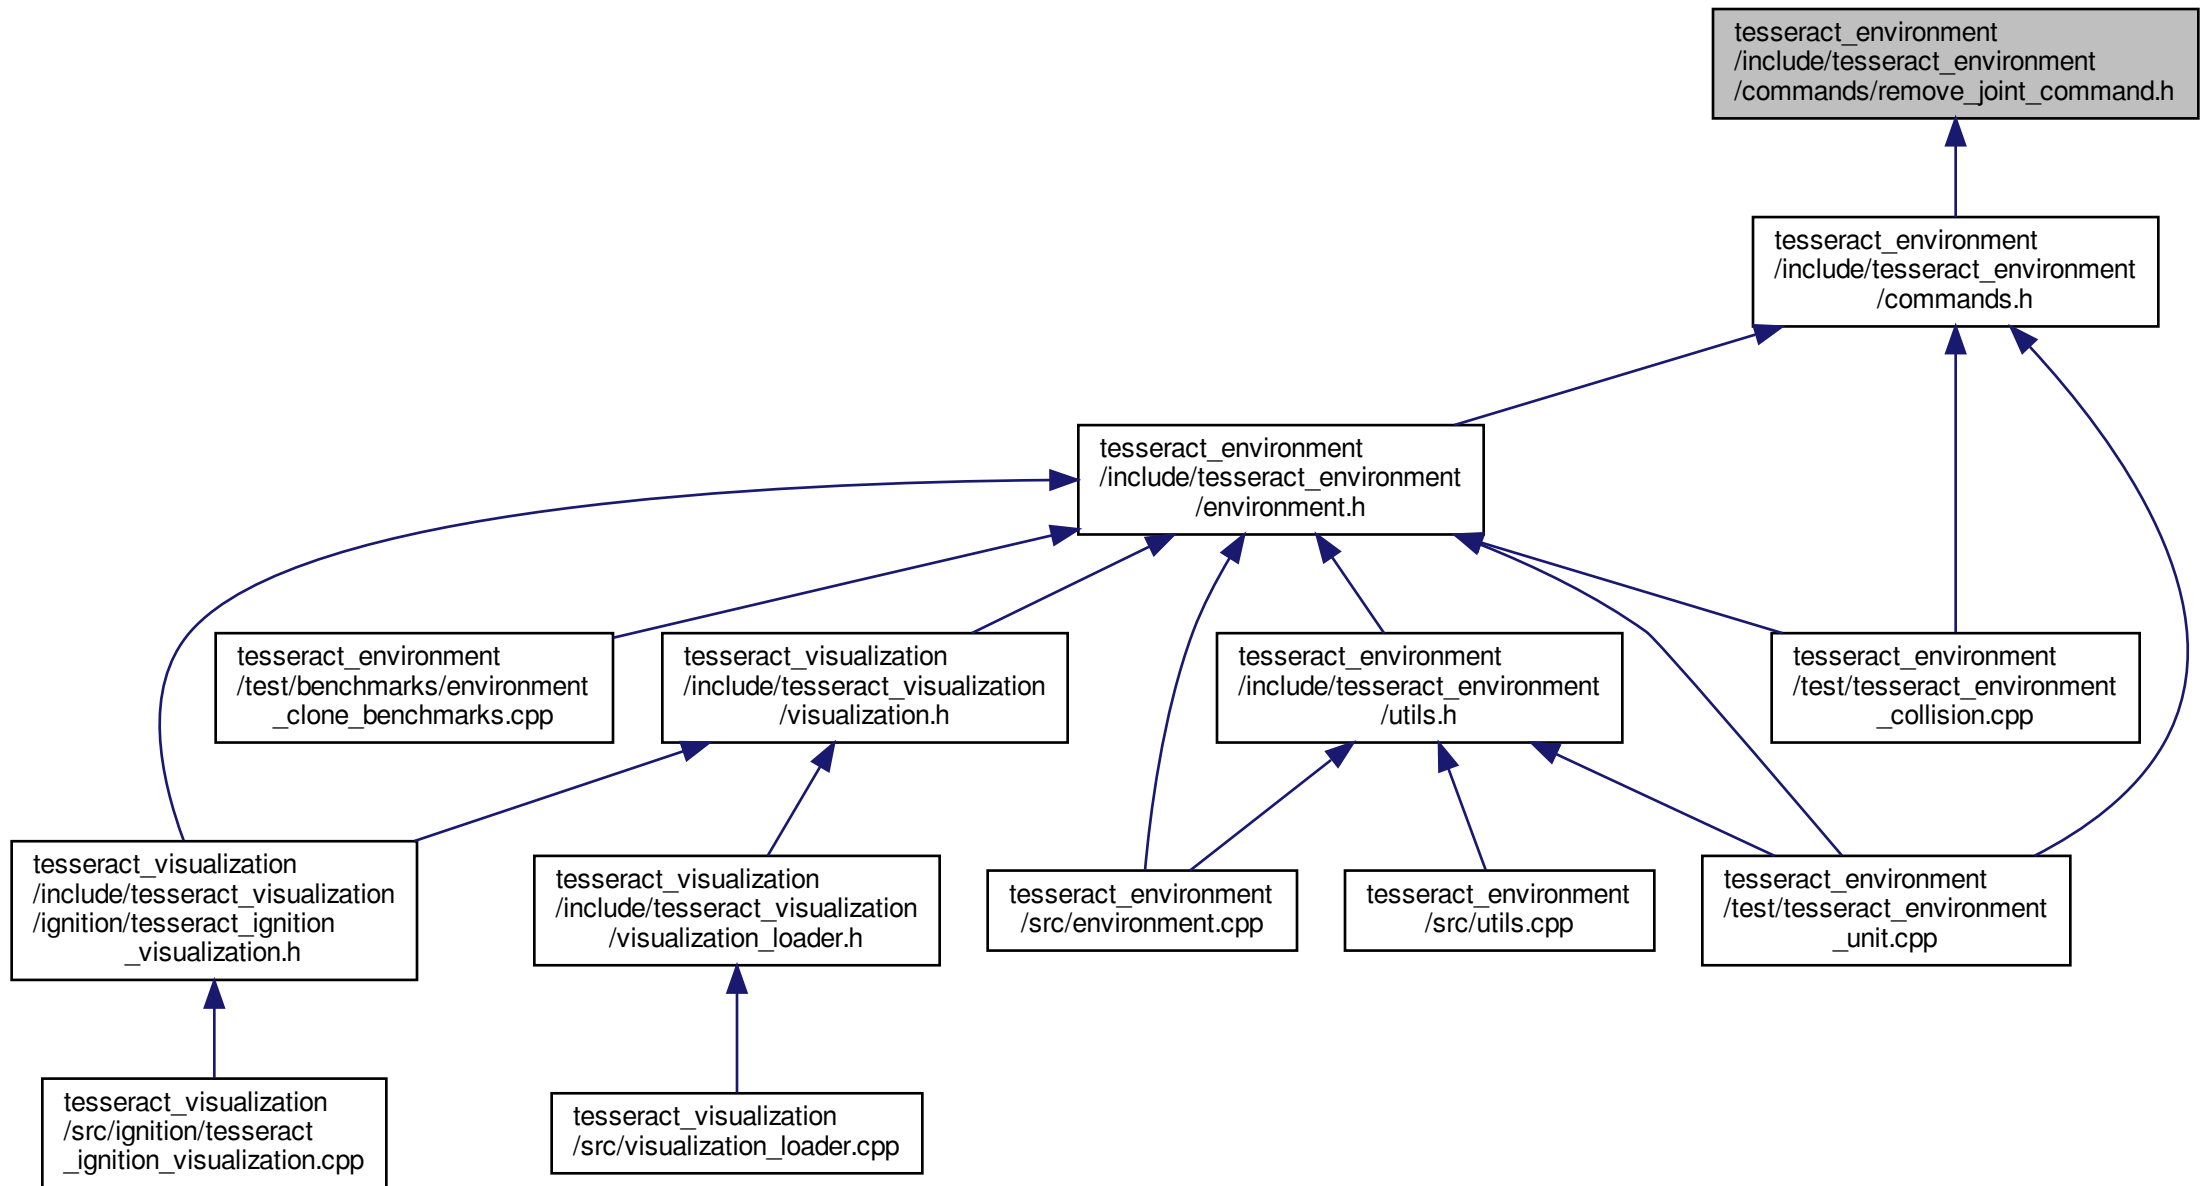 tesseract_environment
/include/tesseract_environment
/commands/remove_joint_command.h
tesseract_environment
/include/tesseract_environment
/commands.h
tesseract_environment
/include/tesseract_environment
/environment.h
tesseract_environment
/test/benchmarks/environment
_clone_benchmarks.cpp
tesseract_visualization
/include/tesseract_visualization
/visualization.h
tesseract_environment
/include/tesseract_environment
/utils.h
tesseract_environment
/test/tesseract_environment
_collision.cpp
tesseract_visualization
/include/tesseract_visualization
/ignition/tesseract_ignition
_visualization.h
tesseract_visualization
/include/tesseract_visualization
/visualization_loader.h
tesseract_environment
/src/environment.cpp
tesseract_environment
/src/utils.cpp
tesseract_environment
/test/tesseract_environment
_unit.cpp
tesseract_visualization
/src/ignition/tesseract
_ignition_visualization.cpp
tesseract_visualization
/src/visualization_loader.cpp